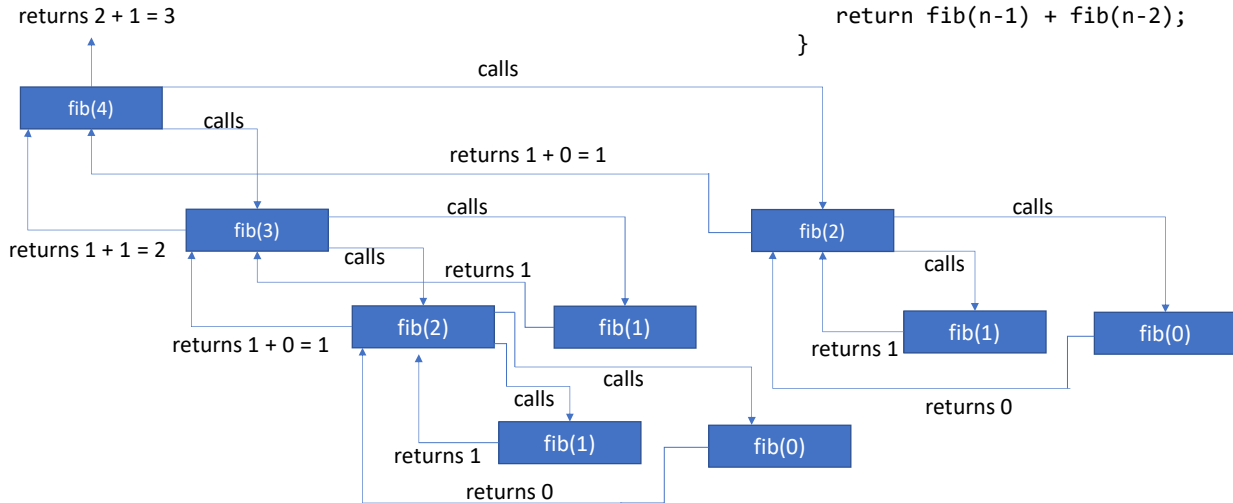 returns 2 + 1 = 3
return fib(n-1) + fib(n-2);
}
calls
fib(4)
calls
returns 1 + 0 = 1
calls
calls
fib(3)
fib(2)
returns 1 + 1 = 2
calls
calls
returns 1
fib(2)
fib(1)
fib(1)
fib(0)
returns 1 + 0 = 1
returns 1
calls
calls
returns 0
fib(1)
fib(0)
returns 1
returns 0